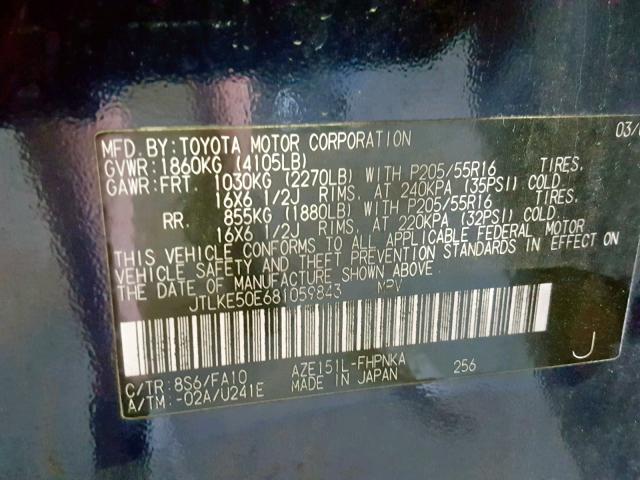 MFD. BY: TOYOTA MOTOR CORPORATION 03/
GVWR: 1860KG (4105LB)
GAWR: FRT. 1030KG (2270LB) WITH P205/55R16 TIRES.
16X6 1/2J RIMS, AT 240KPA (35PSI) COLD.
RR. 855KG (1880LB) WITH P205/55R16 TIRES.
16X6 1/2J RIMS, AT 220KPA (32PSI) COLD.
THIS VEHICLE CONFORMS TO ALL APPLICABLE FEDERAL MOTOR
VEHICLE SAFETY AND THEFT PREVENTION STANDARDS IN EFFECT ON
THE DATE OF MANUFACTURE SHOWN ABOVE.
JTLKE50E681059843 MPV
C/TR: 8S6/FA10 AZE151L-FHPNKA 256 J
A/TM: -02A/U241E MADE IN JAPAN